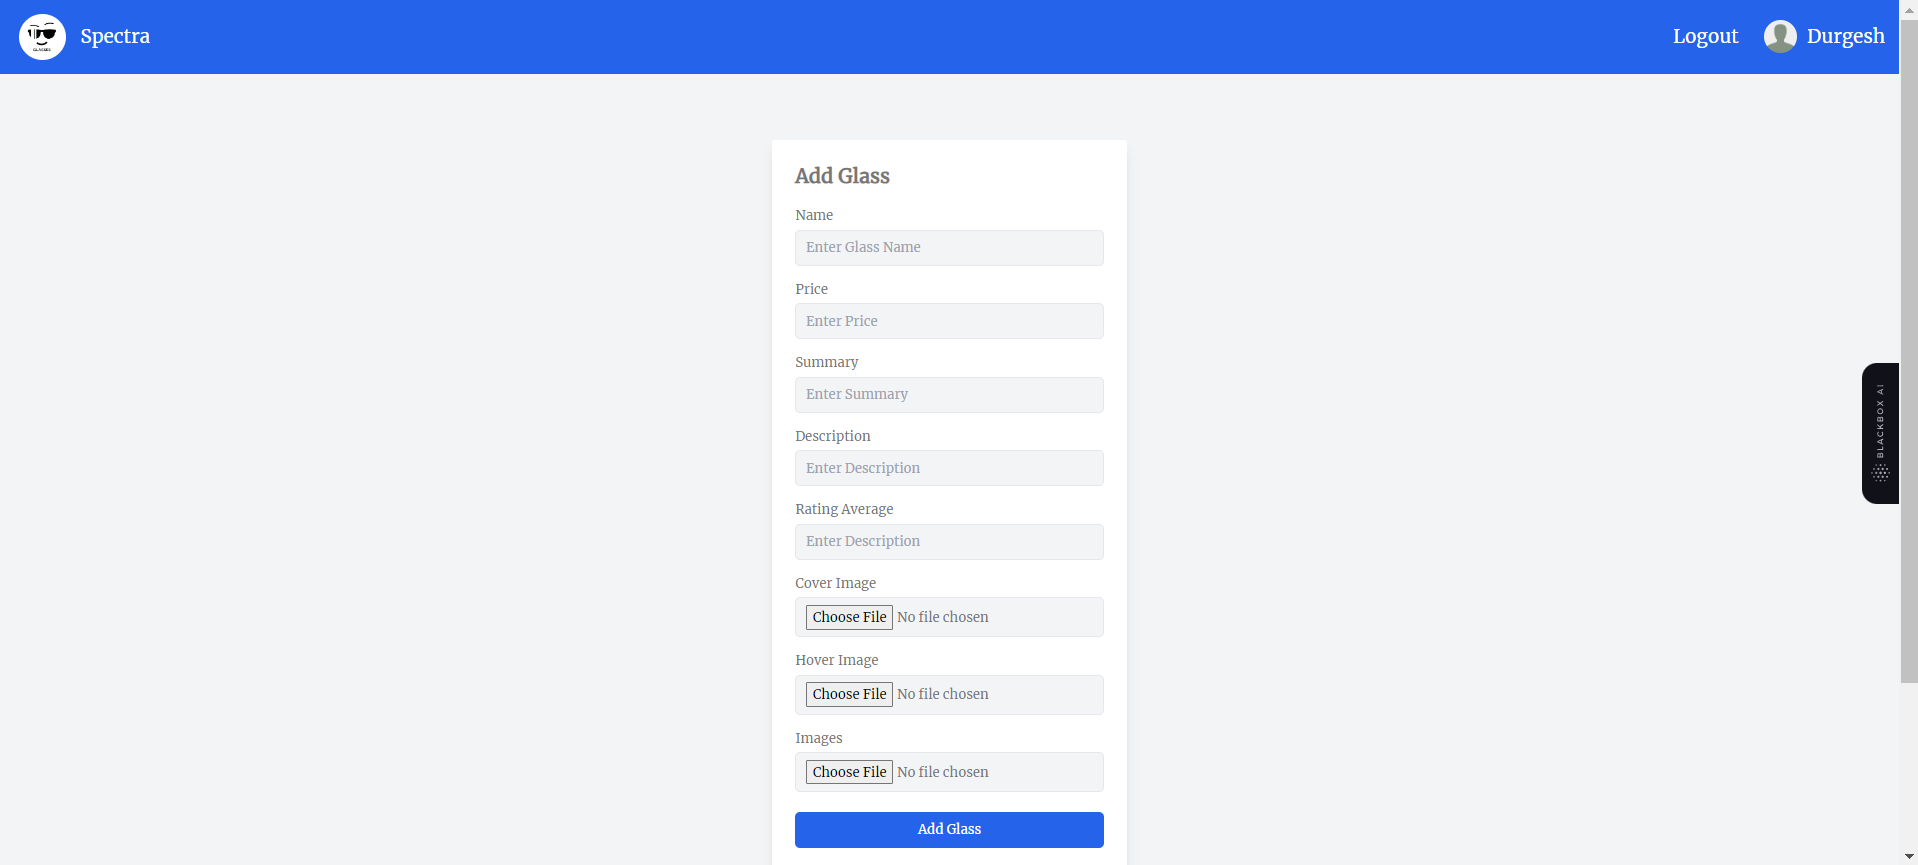 Spectra
Logout
Durgesh
Add Glass
Name
Enter Glass Name
Price
Enter Price
Summary
Enter Summary
Description
Enter Description
Rating Average
Enter Description
Cover Image
Choose File No file chosen
Hover Image
Choose File No file chosen
Images
Choose File No file chosen
Add Glass
BLACKBOX AI